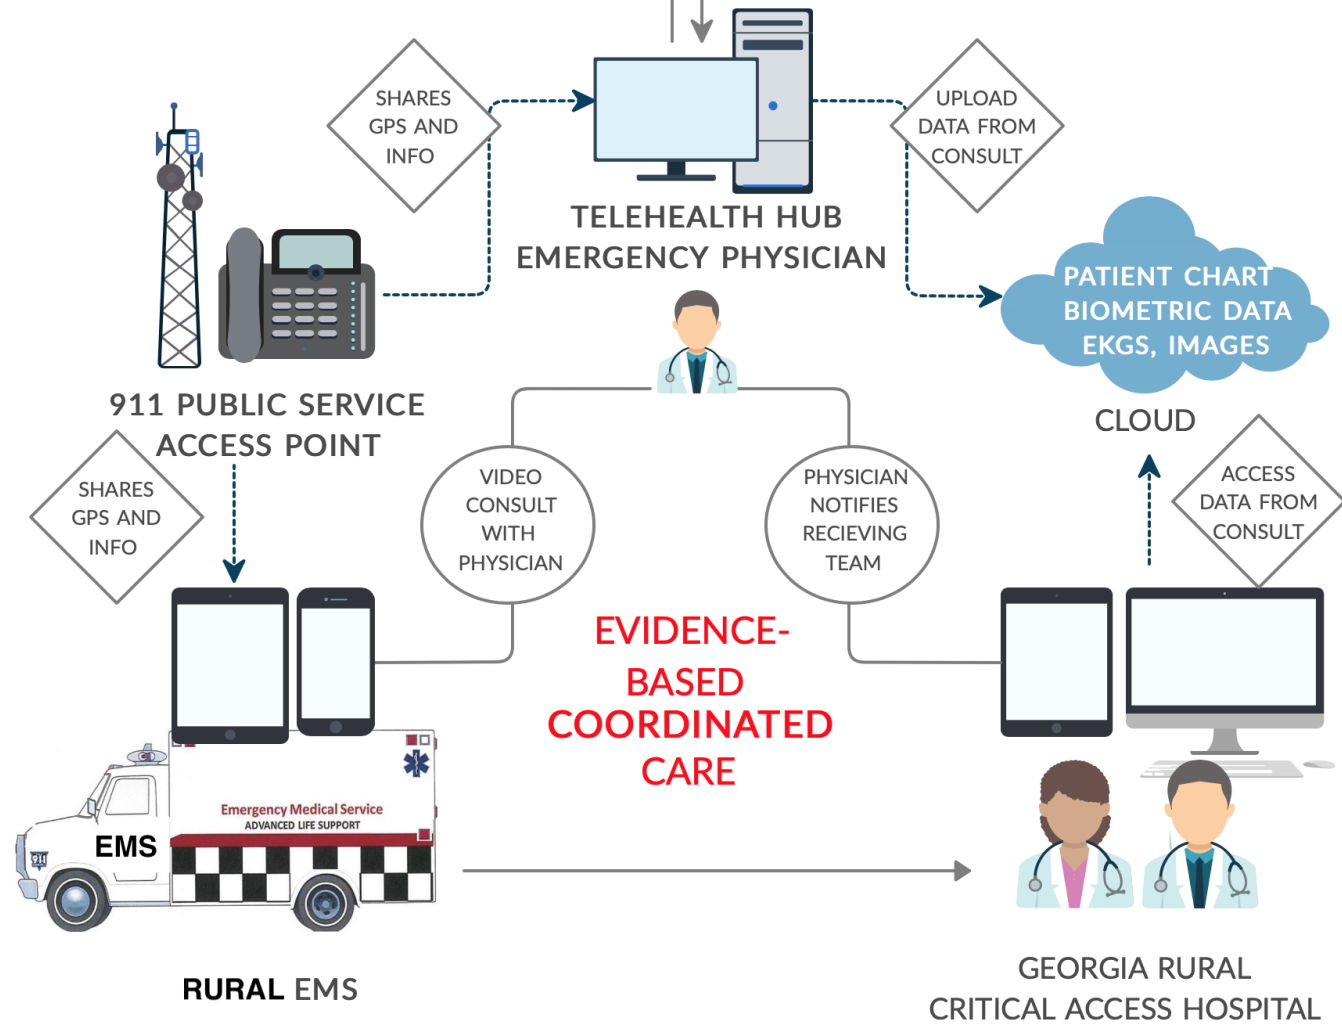 SHARES
GPS AND
INFO
UPLOAD
DATA FROM
CONSULT
TELEHEALTH HUB
EMERGENCY PHYSICIAN
PATIENT CHART
BIOMETRIC DATA
EKGS, IMAGES
CLOUD
911 PUBLIC SERVICE
ACCESS POINT
SHARES
GPS AND
INFO
VIDEO
CONSULT
WITH
PHYSICIAN
PHYSICIAN
NOTIFIES
RECIEVING
TEAM
ACCESS
DATA FROM
CONSULT
EVIDENCE-
BASED
COORDINATED
CARE
Emergency Medical Service
ADVANCED LIFE SUPPORT
EMS
911
RURAL EMS
GEORGIA RURAL
CRITICAL ACCESS HOSPITAL